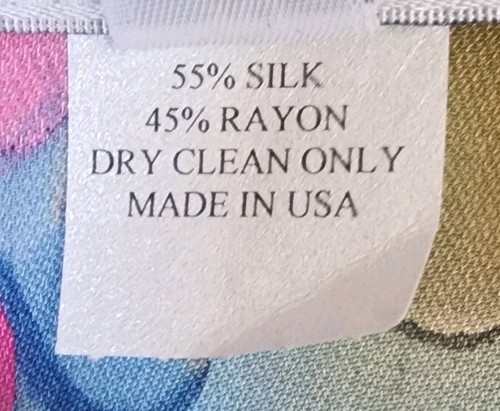 55% SILK
45% RAYON
DRY CLEAN ONLY
MADE IN USA